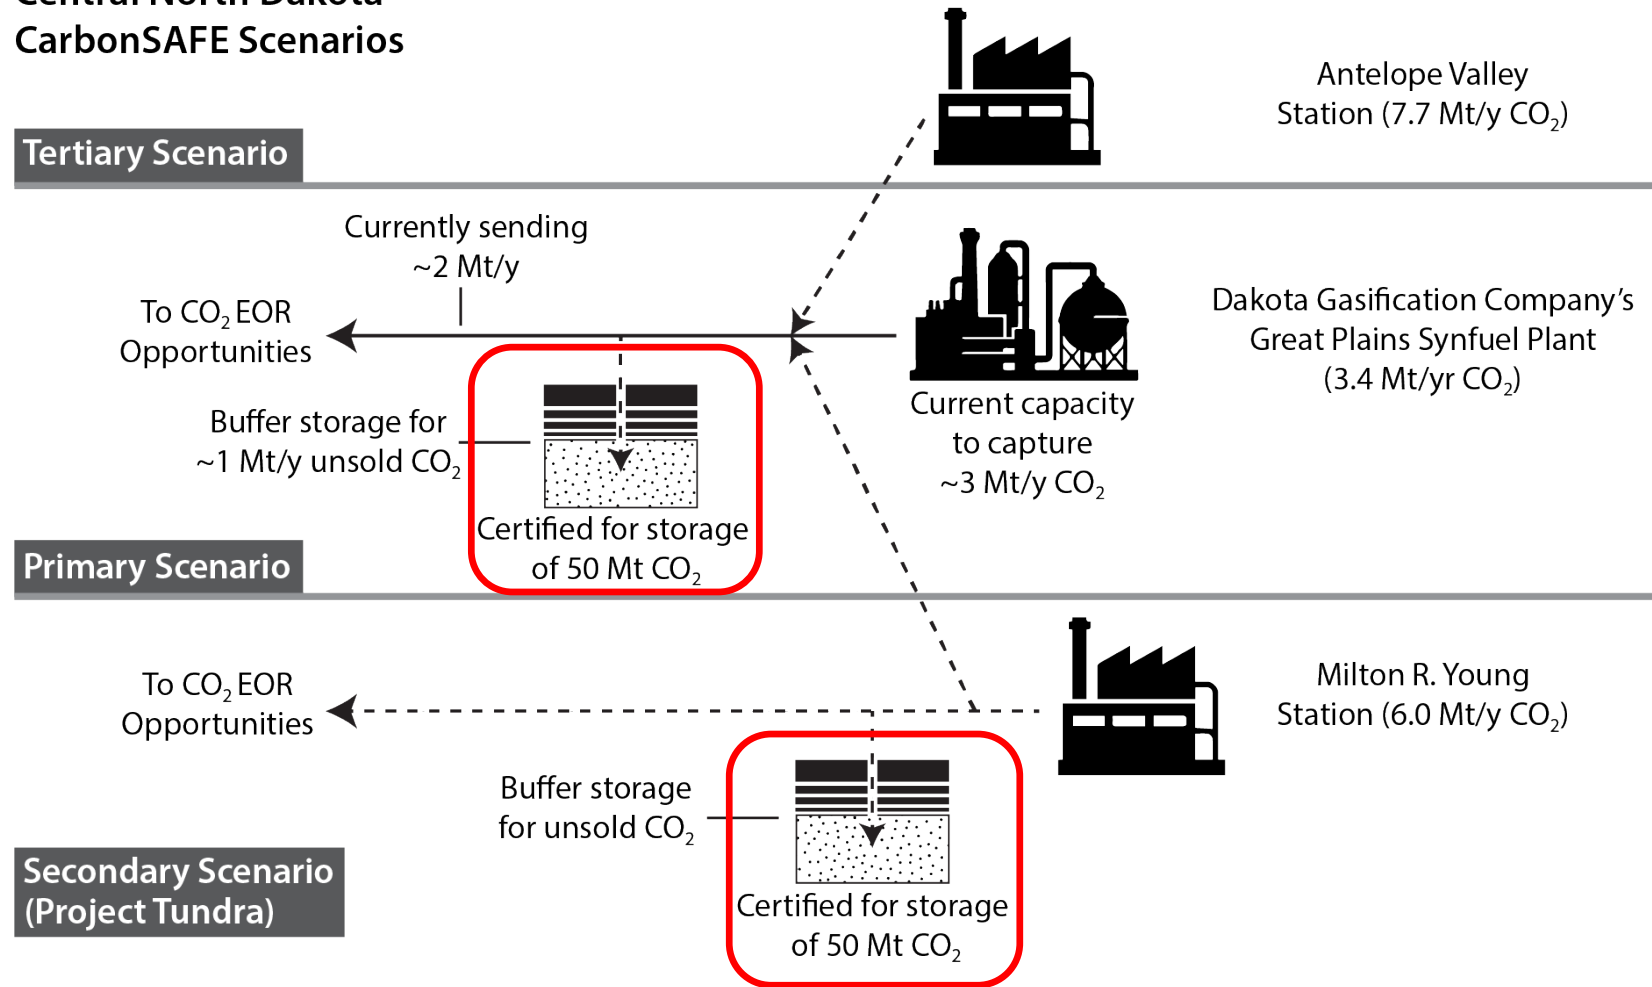 Central North Dakota
CarbonSAFE Scenarios
Antelope Valley
Station (7.7 Mt/y CO₂)
Tertiary Scenario
Currently sending
~2 Mt/y
To CO₂ EOR
Opportunities
Dakota Gasification Company’s
Great Plains Synfuel Plant
(3.4 Mt/yr CO₂)
Current capacity
to capture
~3 Mt/y CO₂
Buffer storage for
~1 Mt/y unsold CO₂
Certified for storage
of 50 Mt CO₂
Primary Scenario
To CO₂ EOR
Opportunities
Milton R. Young
Station (6.0 Mt/y CO₂)
Buffer storage
for unsold CO₂
Certified for storage
of 50 Mt CO₂
Secondary Scenario
(Project Tundra)